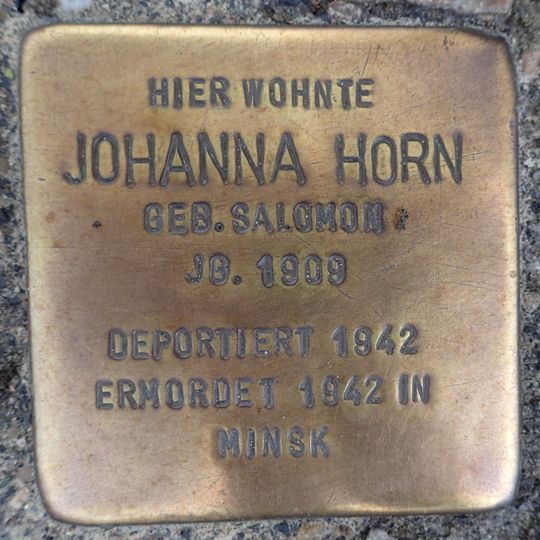 HIER WOHNTE
JOHANNA HORN
GEB. SALOMON
JG. 1909
DEPORTIERT 1942
ERMORDET 1942 IN
MINSK